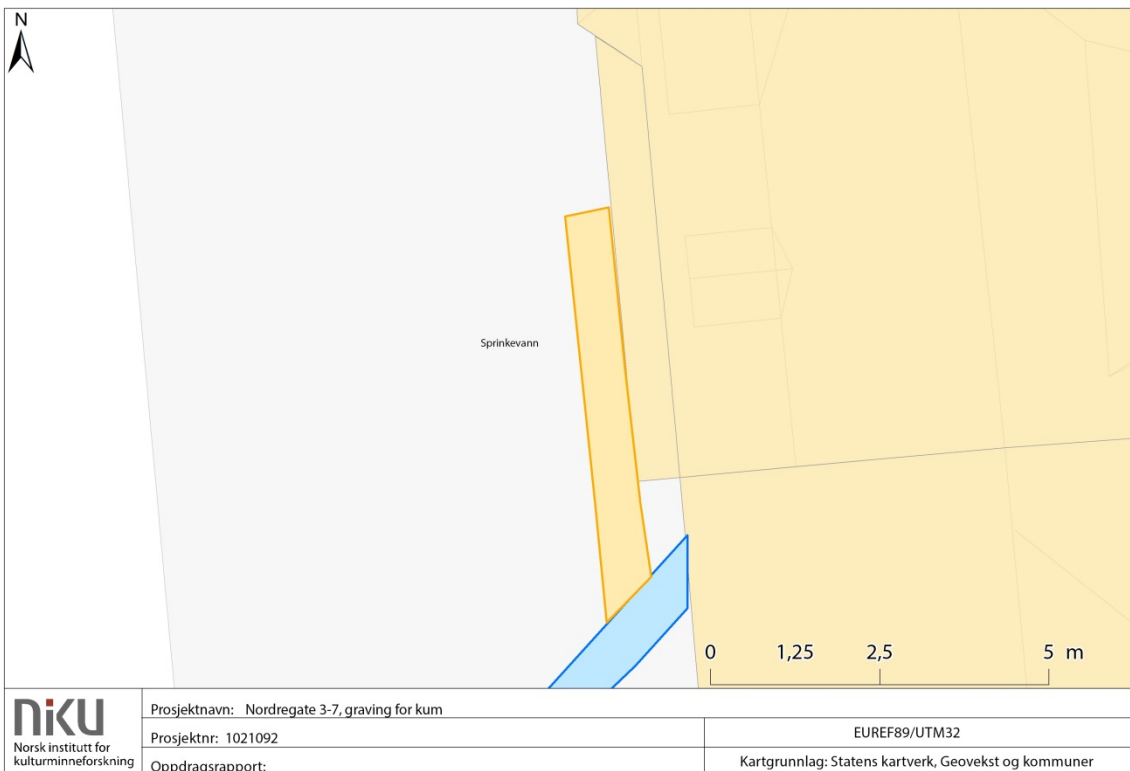 N
Sprinkevann
0 1,25 2,5 5 m
niku
Norsk institutt for
kulturminneforskning
Prosjektnavn: Nordregate 3-7, graving for kum
Prosjektnr: 1021092
Oppdragsrapport:
EUREF89/UTM32
Kartgrunnlag: Statens kartverk, Geovekst og kommuner